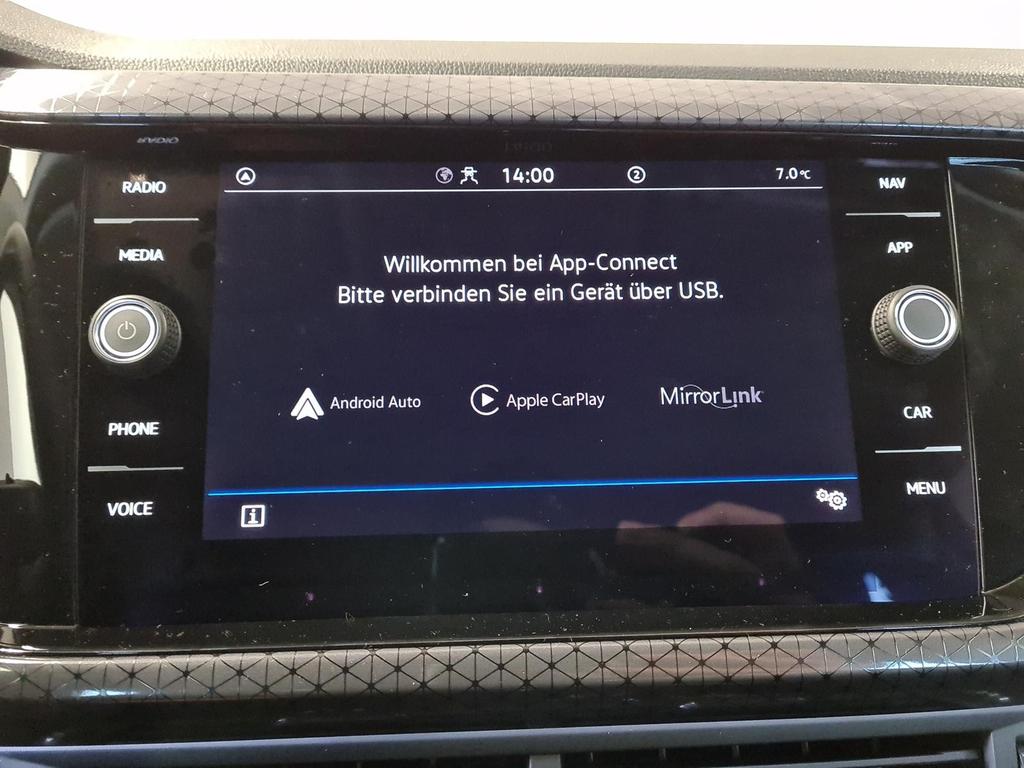 RADIO
MEDIA
PHONE
VOICE
14:00
2
7.0°C
Willkommen bei App-Connect
Bitte verbinden Sie ein Gerät über USB.
Android Auto
Apple CarPlay
MirrorLink
i
NAV
APP
CAR
MENU